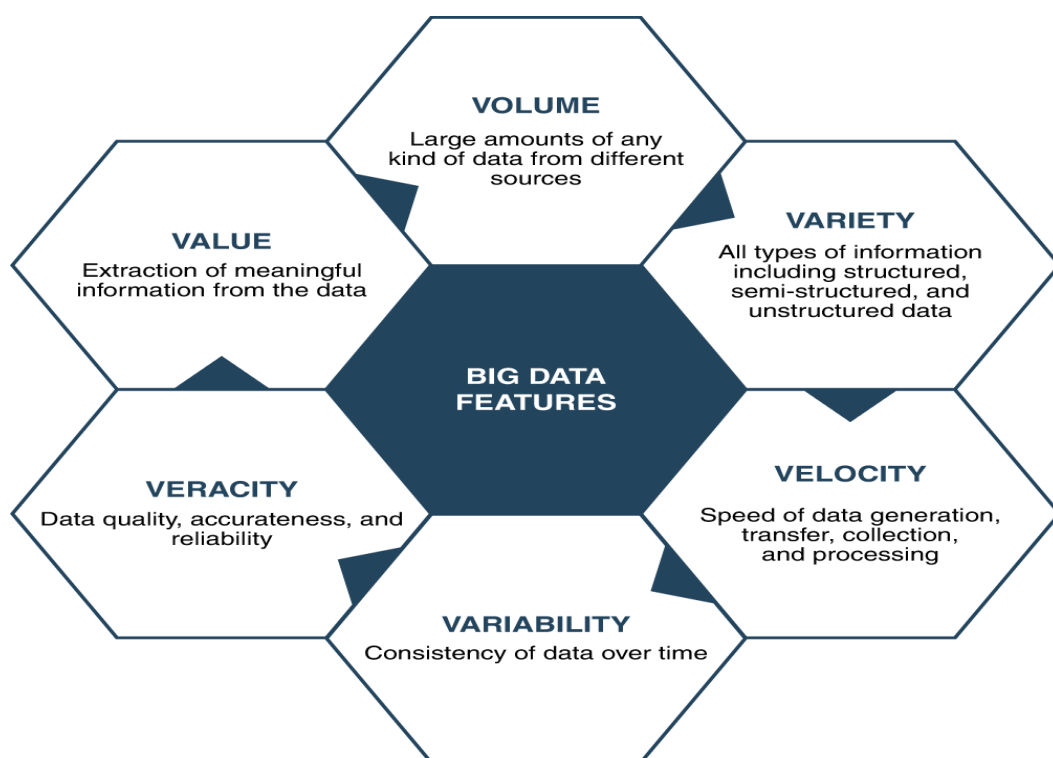 VOLUME
Large amounts of any
kind of data from different
sources
VARIETY
All types of information
including structured,
semi-structured, and
unstructured data
VALUE
Extraction of meaningful
information from the data
BIG DATA
FEATURES
VELOCITY
Speed of data generation,
transfer, collection,
and processing
VERACITY
Data quality, accurateness, and
reliability
VARIABILITY
Consistency of data over time